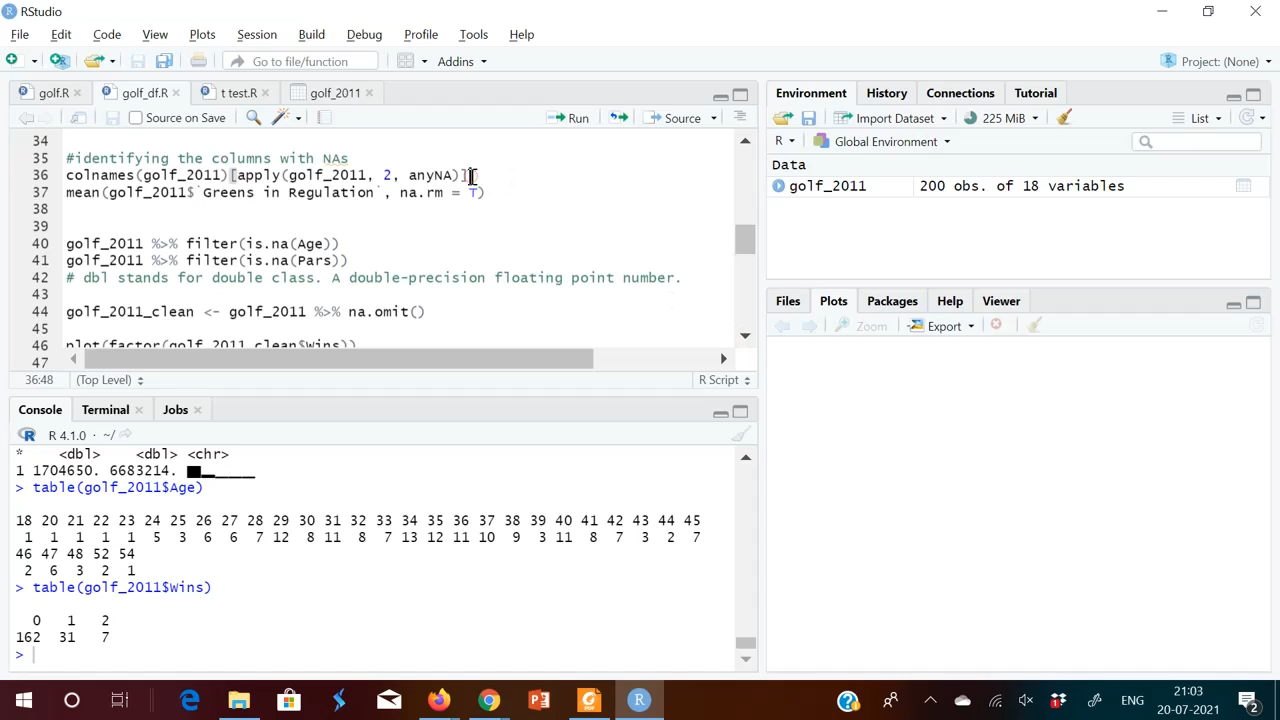 RStudio
File Edit Code View Plots Session Build Debug Profile Tools Help
Go to file/function Addins Project: (None)
golf.R golf_df.R t test.R golf_2011
Source on Save Run Source
34
35 #identifying the columns with NAs
36 colnames(golf_2011)[apply(golf_2011, 2, anyNA)]
37 mean(golf_2011$`Greens in Regulation`, na.rm = T)
38
39
40 golf_2011 %>% filter(is.na(Age))
41 golf_2011 %>% filter(is.na(Pars))
42 # dbl stands for double class. A double-precision floating point number.
43
44 golf_2011_clean <- golf_2011 %>% na.omit()
45
46 plot(factor(golf_2011_clean$Wins))
47
36:48 (Top Level) R Script
Console Terminal Jobs
R 4.1.0 · ~/
* <dbl> <dbl> <chr>
1 1704650. 6683214. ▇▂▁▁▁
> table(golf_2011$Age)
18 20 21 22 23 24 25 26 27 28 29 30 31 32 33 34 35 36 37 38 39 40 41 42 43 44 45
1 1 1 1 1 5 3 6 6 7 12 8 11 8 7 13 12 11 10 9 3 11 8 7 3 2 7
46 47 48 52 54
2 6 3 2 1
> table(golf_2011$Wins)
0 1 2
162 31 7
>
Environment History Connections Tutorial
Import Dataset 225 MiB List
R Global Environment
Data
golf_2011 200 obs. of 18 variables
Files Plots Packages Help Viewer
Zoom Export
ENG 21:03 20-07-2021 2